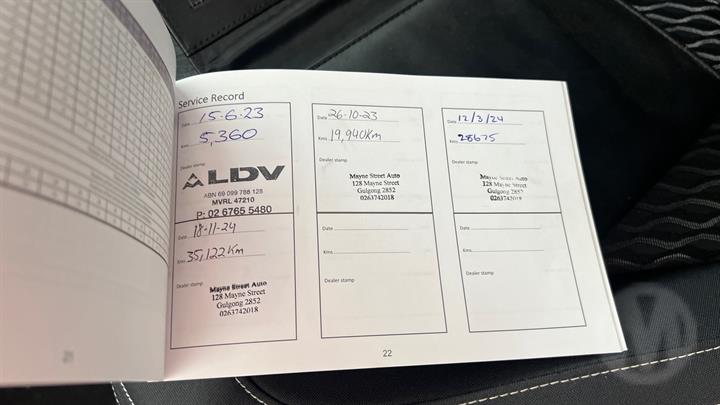 Service Record
Date 15-6-23
Kms 5,360
Dealer stamp
LDV
ABN 69 099 788 128
MVRL 47210
P: 02 6765 5480
Date 26-10-23
Kms 19,940Km
Dealer stamp
Mayne Street Auto
128 Mayne Street
Gulgong 2852
0263742018
Date 12/3/24
Kms 28675
Dealer stamp
Mayne Street Auto
128 Mayne Street
Gulgong 2852
0263742018
Date 18-11-24
Kms 35,122Km
Dealer stamp
Mayne Street Auto
128 Mayne Street
Gulgong 2852
0263742018
Date
Kms
Dealer stamp
Date
Kms
Dealer stamp
21
22